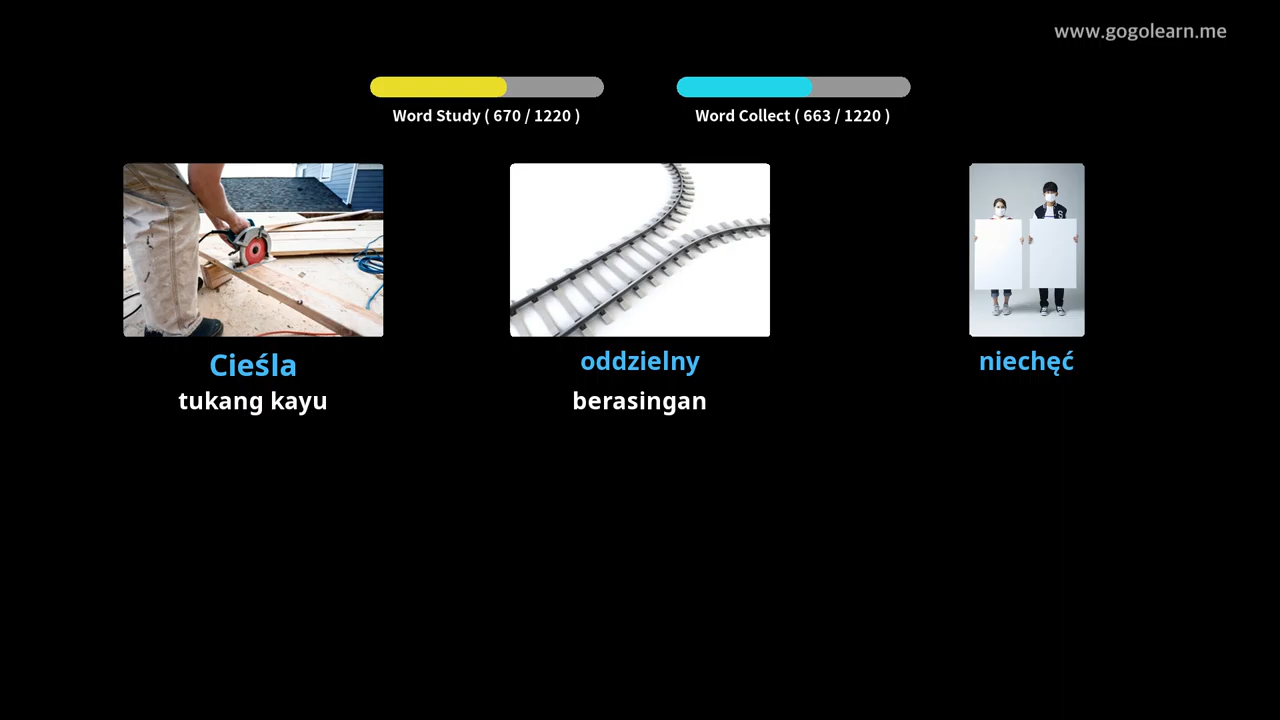 www.gogolearn.me
Word Study ( 670 / 1220 )
Word Collect ( 663 / 1220 )
Cieśla
tukang kayu
oddzielny
berasingan
niechęć